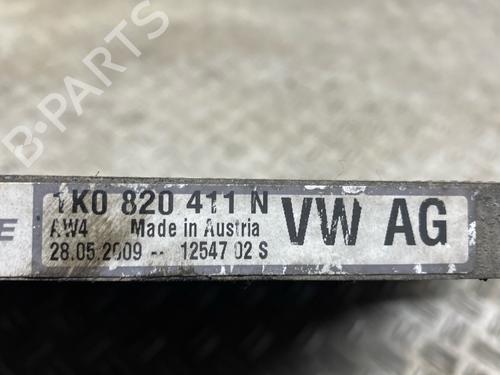 B-Parts
1K0 820 411 N
AW4 Made in Austria
VW AG
28.05.2009 -- 12547 02 S
E